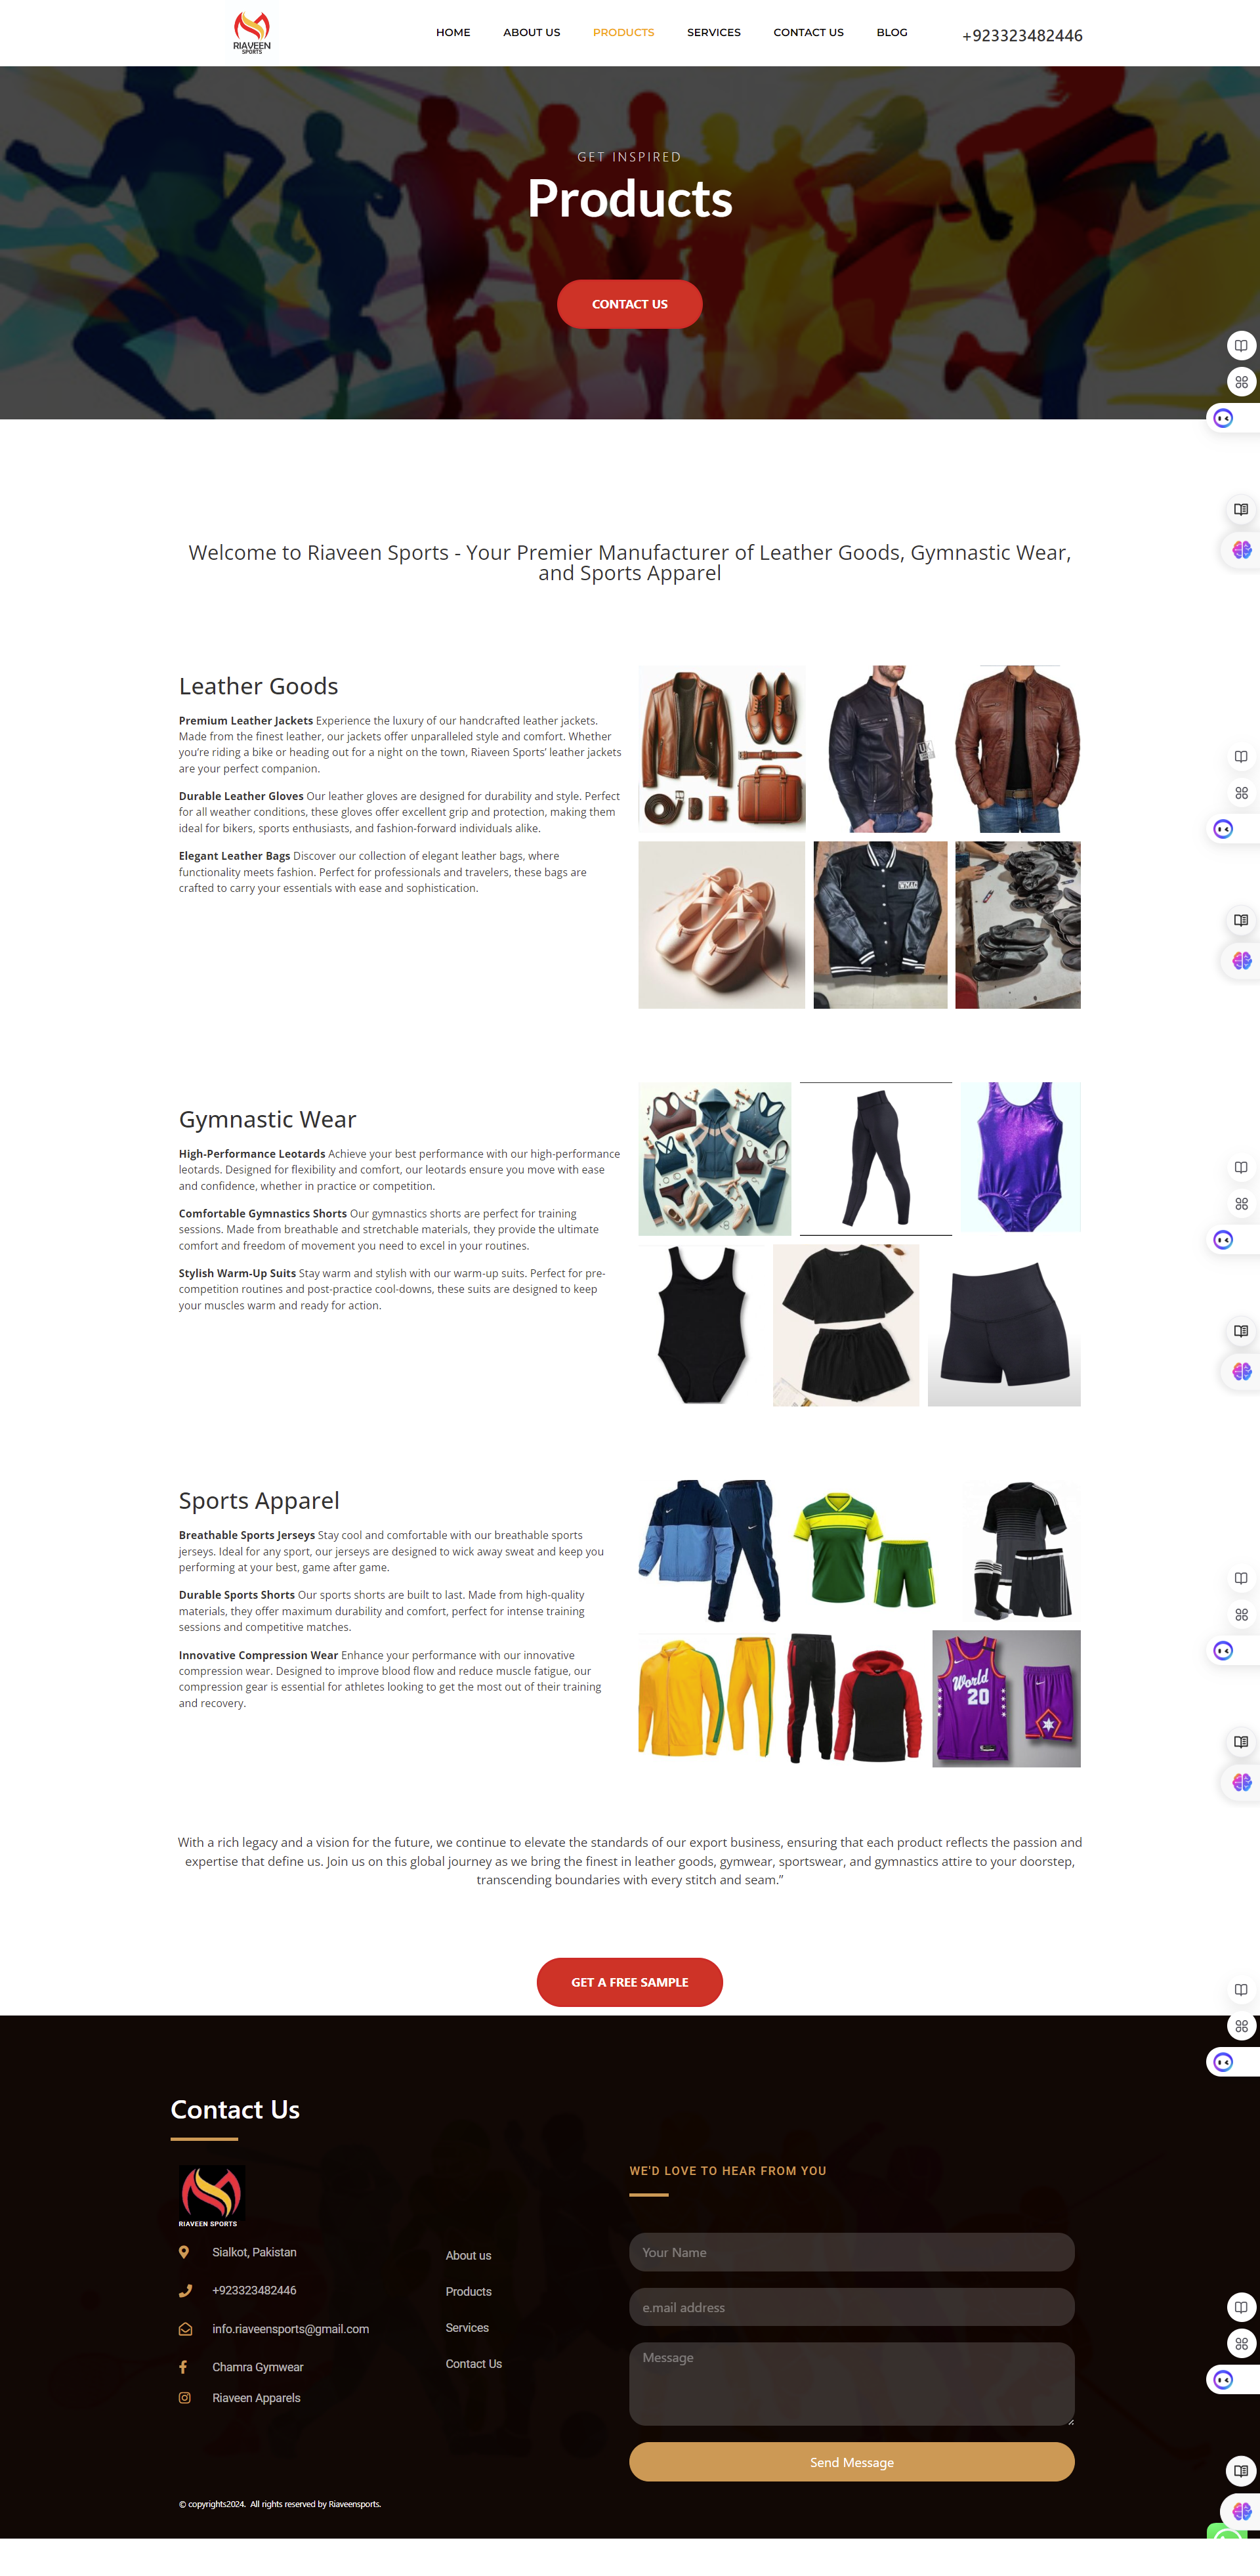 RIAVEEN
SPORTS
HOME
ABOUT US
PRODUCTS
SERVICES
CONTACT US
BLOG
+923323482446
GET INSPIRED
Products
CONTACT US
Welcome to Riaveen Sports - Your Premier Manufacturer of Leather Goods, Gymnastic Wear,
and Sports Apparel
Leather Goods
Premium Leather Jackets Experience the luxury of our handcrafted leather jackets.
Made from the finest leather, our jackets offer unparalleled style and comfort. Whether
you’re riding a bike or heading out for a night on the town, Riaveen Sports’ leather jackets
are your perfect companion.
Durable Leather Gloves Our leather gloves are designed for durability and style. Perfect
for all weather conditions, these gloves offer excellent grip and protection, making them
ideal for bikers, sports enthusiasts, and fashion-forward individuals alike.
Elegant Leather Bags Discover our collection of elegant leather bags, where
functionality meets fashion. Perfect for professionals and travelers, these bags are
crafted to carry your essentials with ease and sophistication.
WMAC
Gymnastic Wear
High-Performance Leotards Achieve your best performance with our high-performance
leotards. Designed for flexibility and comfort, our leotards ensure you move with ease
and confidence, whether in practice or competition.
Comfortable Gymnastics Shorts Our gymnastics shorts are perfect for training
sessions. Made from breathable and stretchable materials, they provide the ultimate
comfort and freedom of movement you need to excel in your routines.
Stylish Warm-Up Suits Stay warm and stylish with our warm-up suits. Perfect for pre-
competition routines and post-practice cool-downs, these suits are designed to keep
your muscles warm and ready for action.
Sports Apparel
Breathable Sports Jerseys Stay cool and comfortable with our breathable sports
jerseys. Ideal for any sport, our jerseys are designed to wick away sweat and keep you
performing at your best, game after game.
Durable Sports Shorts Our sports shorts are built to last. Made from high-quality
materials, they offer maximum durability and comfort, perfect for intense training
sessions and competitive matches.
Innovative Compression Wear Enhance your performance with our innovative
compression wear. Designed to improve blood flow and reduce muscle fatigue, our
compression gear is essential for athletes looking to get the most out of their training
and recovery.
World
20
With a rich legacy and a vision for the future, we continue to elevate the standards of our export business, ensuring that each product reflects the passion and
expertise that define us. Join us on this global journey as we bring the finest in leather goods, gymwear, sportswear, and gymnastics attire to your doorstep,
transcending boundaries with every stitch and seam.”
GET A FREE SAMPLE
Contact Us
RIAVEEN SPORTS
Sialkot, Pakistan
+923323482446
info.riaveensports@gmail.com
Chamra Gymwear
Riaveen Apparels
About us
Products
Services
Contact Us
WE'D LOVE TO HEAR FROM YOU
Your Name
e.mail address
Message
Send Message
© copyrights2024.  All rights reserved by Riaveensports.